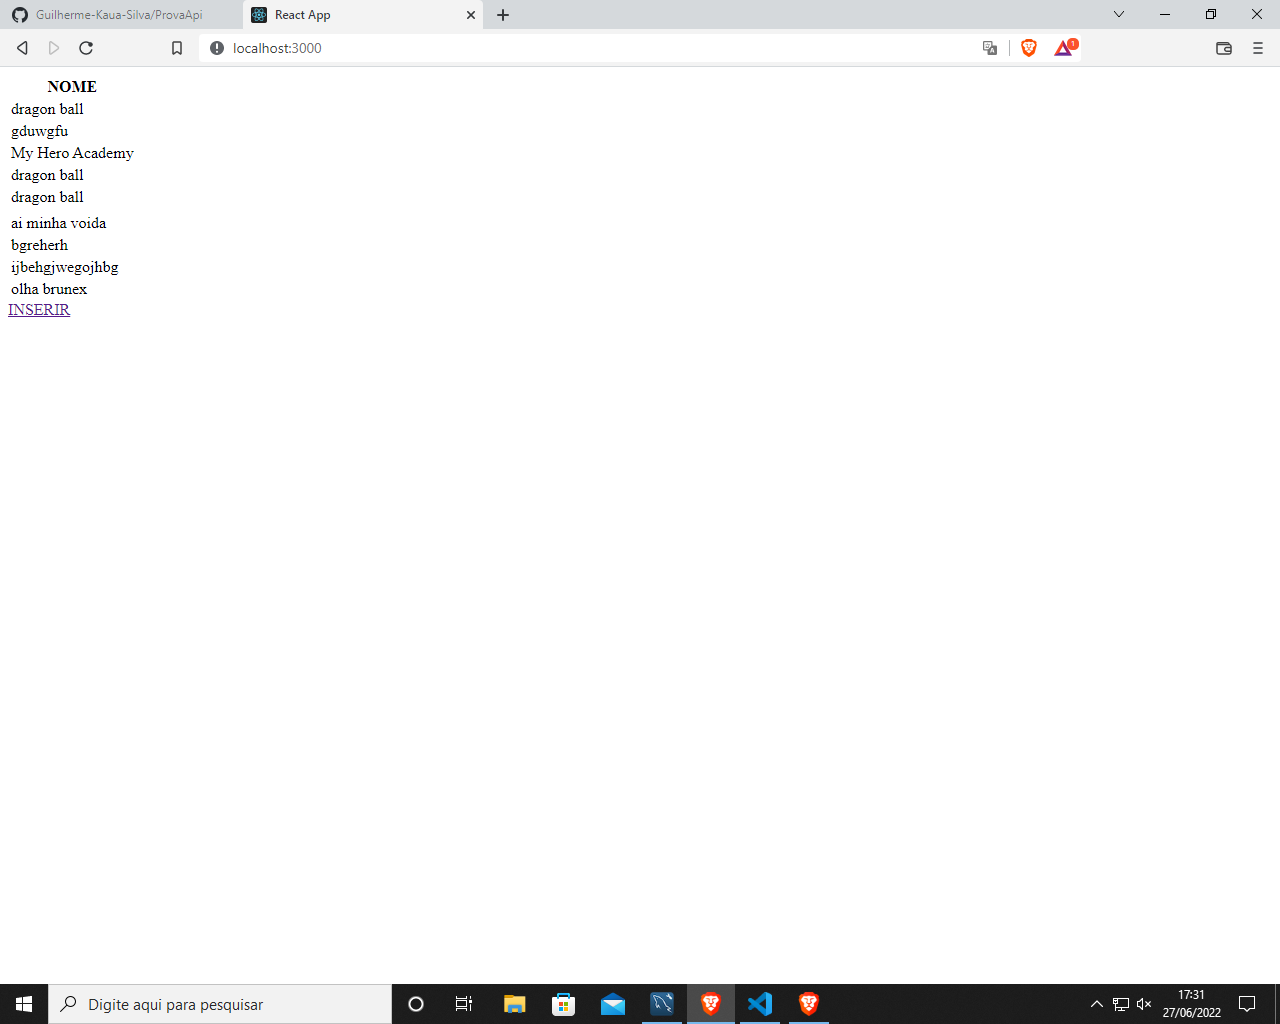 Guilherme-Kaua-Silva/ProvaApi
React App
localhost:3000
1
NOME
dragon ball
gduwgfu
My Hero Academy
dragon ball
dragon ball
ai minha voida
bgreherh
ijbehgjwegojhbg
olha brunex
INSERIR
Digite aqui para pesquisar
17:31
27/06/2022